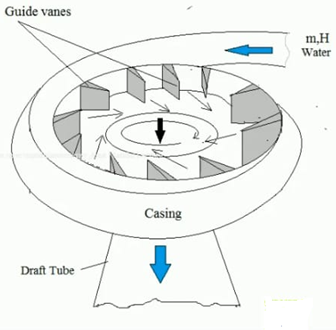 Guide vanes
m,H
Water
Casing
Draft Tube